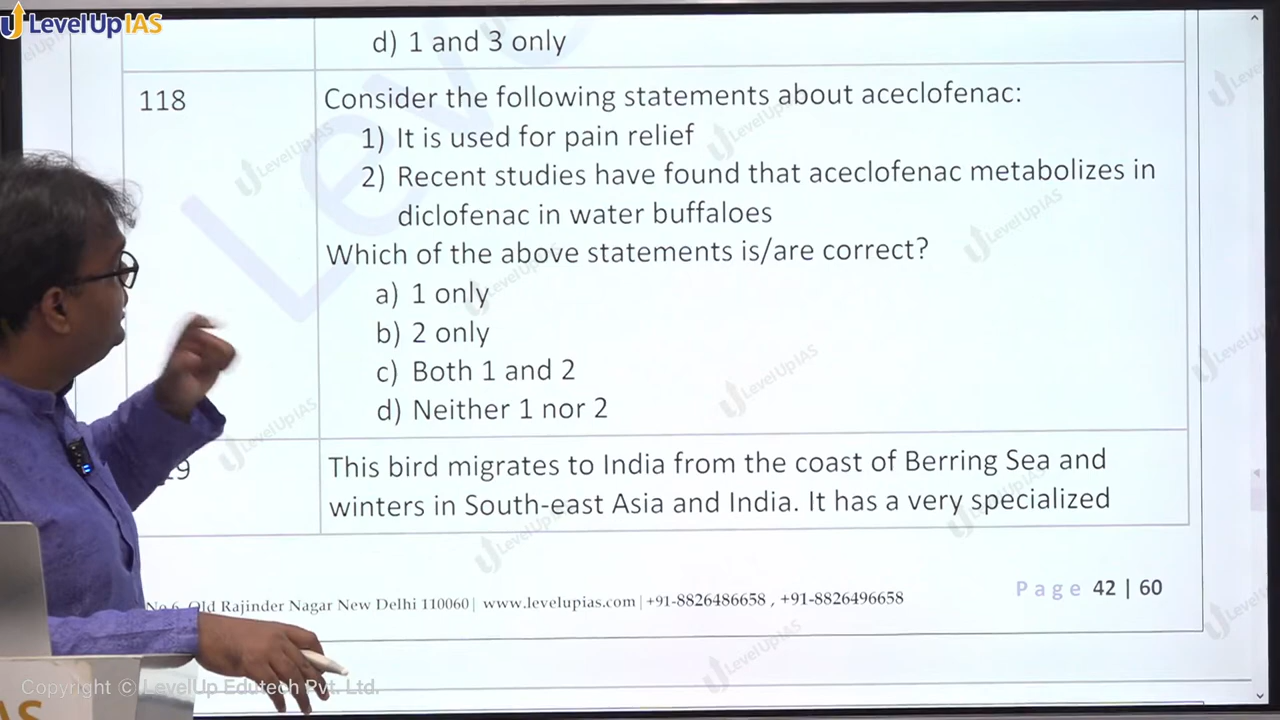 LevelUp IAS
d) 1 and 3 only
118
Consider the following statements about aceclofenac:
1) It is used for pain relief
2) Recent studies have found that aceclofenac metabolizes in
diclofenac in water buffaloes
Which of the above statements is/are correct?
a) 1 only
b) 2 only
c) Both 1 and 2
d) Neither 1 nor 2
This bird migrates to India from the coast of Berring Sea and
winters in South-east Asia and India. It has a very specialized
Page 42 | 60
No.6, Old Rajinder Nagar New Delhi 110060 | www.levelupias.com | +91-8826486658 , +91-8826496658
Copyright © LevelUp Edutech Pvt. Ltd.